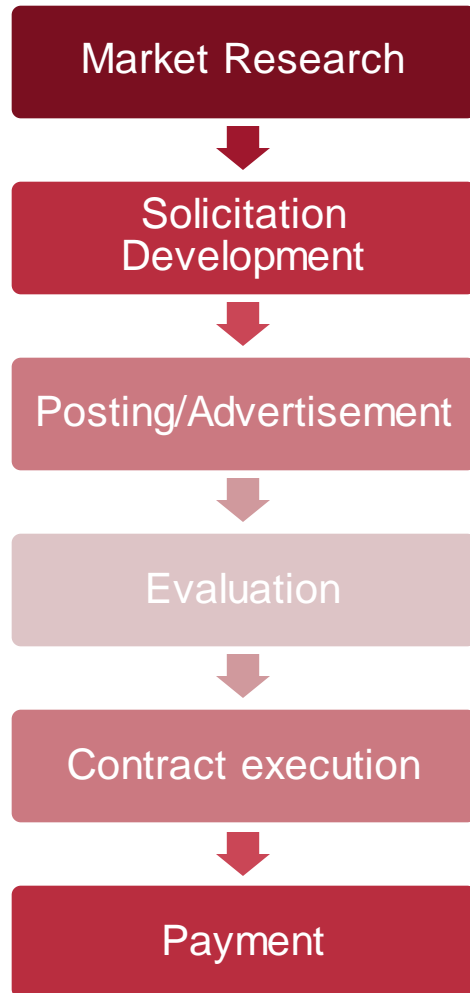 Market Research
Solicitation
Development
Posting/Advertisement
Evaluation
Contract execution
Payment